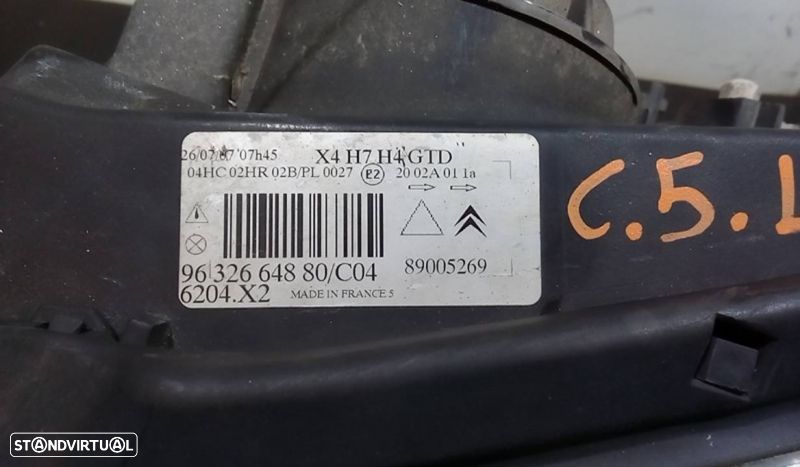 26/07/07 07h45 X4 H7 H4 GTD
04HC 02HR 02B/PL 0027 E2 20 02A 01 1a
96 326 648 80/C04 89005269
6204.X2 MADE IN FRANCE 5
C.5.L
STANDVIRTUAL